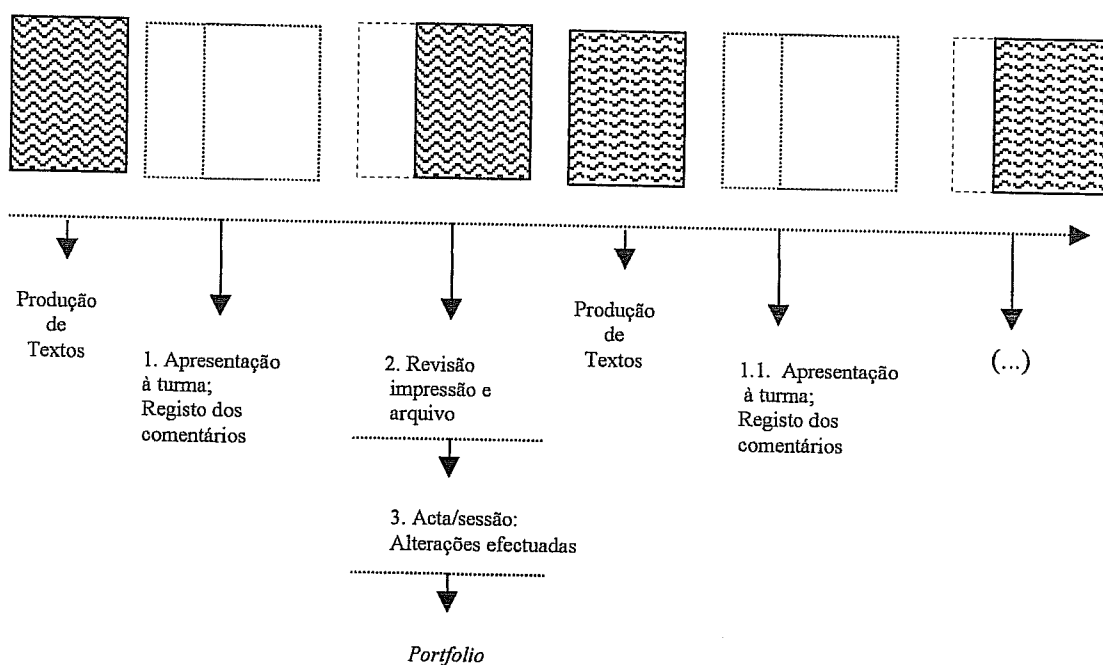 Produção
de
Textos
1. Apresentação
à turma;
Registo dos
comentários
2. Revisão
impressão e
arquivo
3. Acta/sessão:
Alterações efectuadas
Portfolio
Produção
de
Textos
1.1. Apresentação
à turma;
Registo dos
comentários
(...)